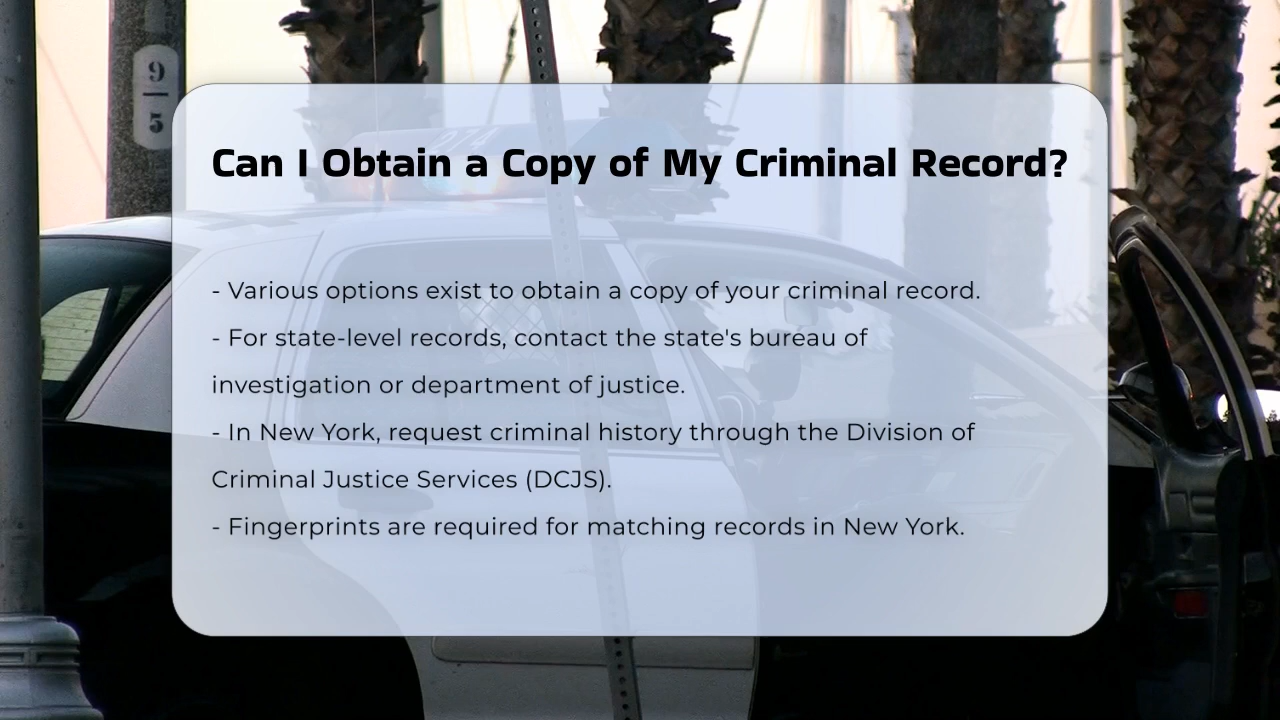 9
5
274
Can I Obtain a Copy of My Criminal Record?
- Various options exist to obtain a copy of your criminal record.
- For state-level records, contact the state's bureau of
investigation or department of justice.
- In New York, request criminal history through the Division of
Criminal Justice Services (DCJS).
- Fingerprints are required for matching records in New York.